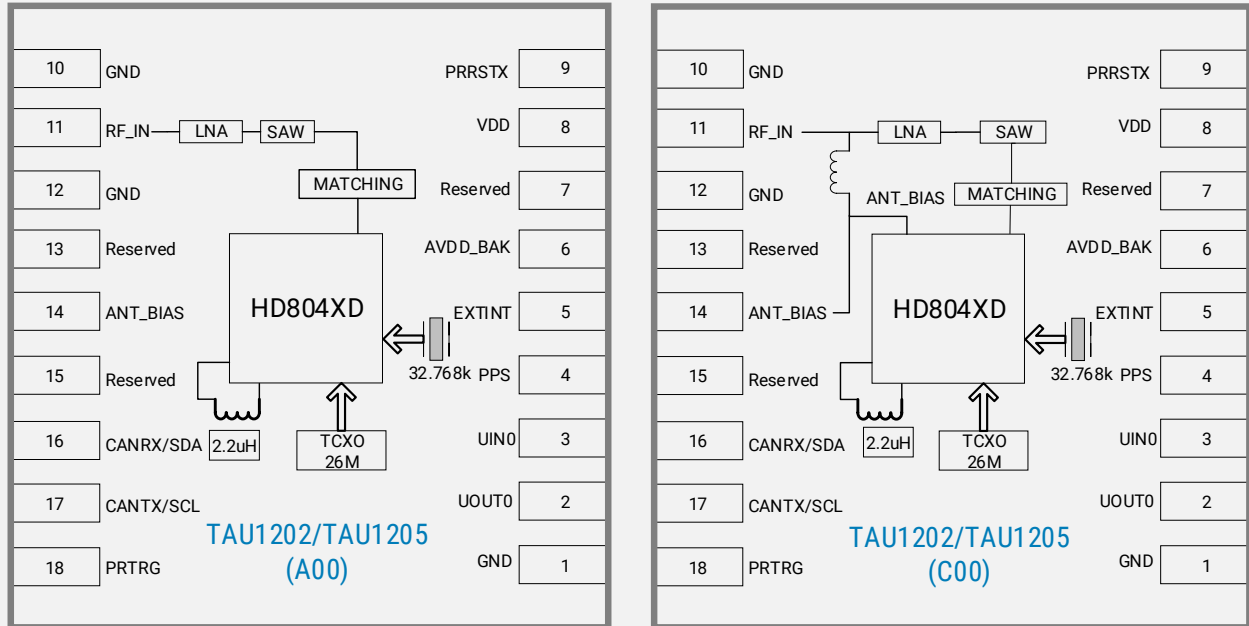 10
GND
PRRSTX
9
11
RF_IN
LNA
SAW
VDD
8
MATCHING
12
GND
Reserved
7
13
Reserved
AVDD_BAK
6
HD804XD
14
ANT_BIAS
EXTINT
5
32.768k
15
Reserved
PPS
4
16
CANRX/SDA
2.2uH
TCXO
26M
UIN0
3
17
CANTX/SCL
UOUT0
2
TAU1202/TAU1205
(A00)
18
PRTRG
GND
1
10
GND
PRRSTX
9
11
RF_IN
LNA
SAW
VDD
8
12
GND
ANT_BIAS
MATCHING
Reserved
7
13
Reserved
AVDD_BAK
6
HD804XD
14
ANT_BIAS
EXTINT
5
32.768k
15
Reserved
PPS
4
16
CANRX/SDA
2.2uH
TCXO
26M
UIN0
3
17
CANTX/SCL
UOUT0
2
TAU1202/TAU1205
(C00)
18
PRTRG
GND
1